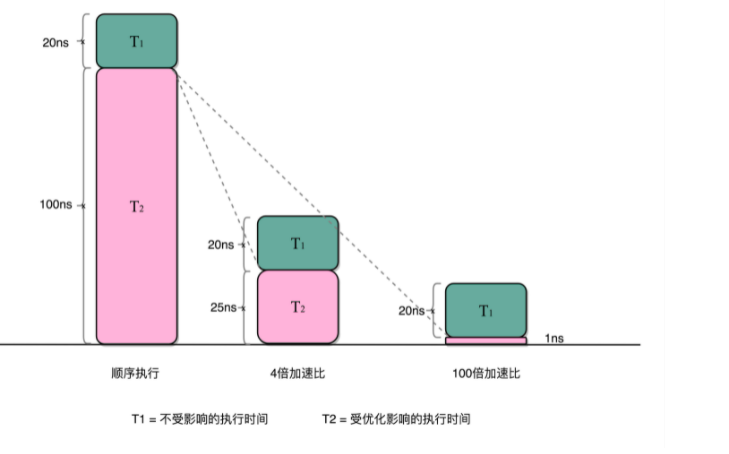 20ns
T1
100ns
T2
20ns
T1
25ns
T2
20ns
T1
1ns
顺序执行
4倍加速比
100倍加速比
T1 = 不受影响的执行时间
T2 = 受优化影响的执行时间